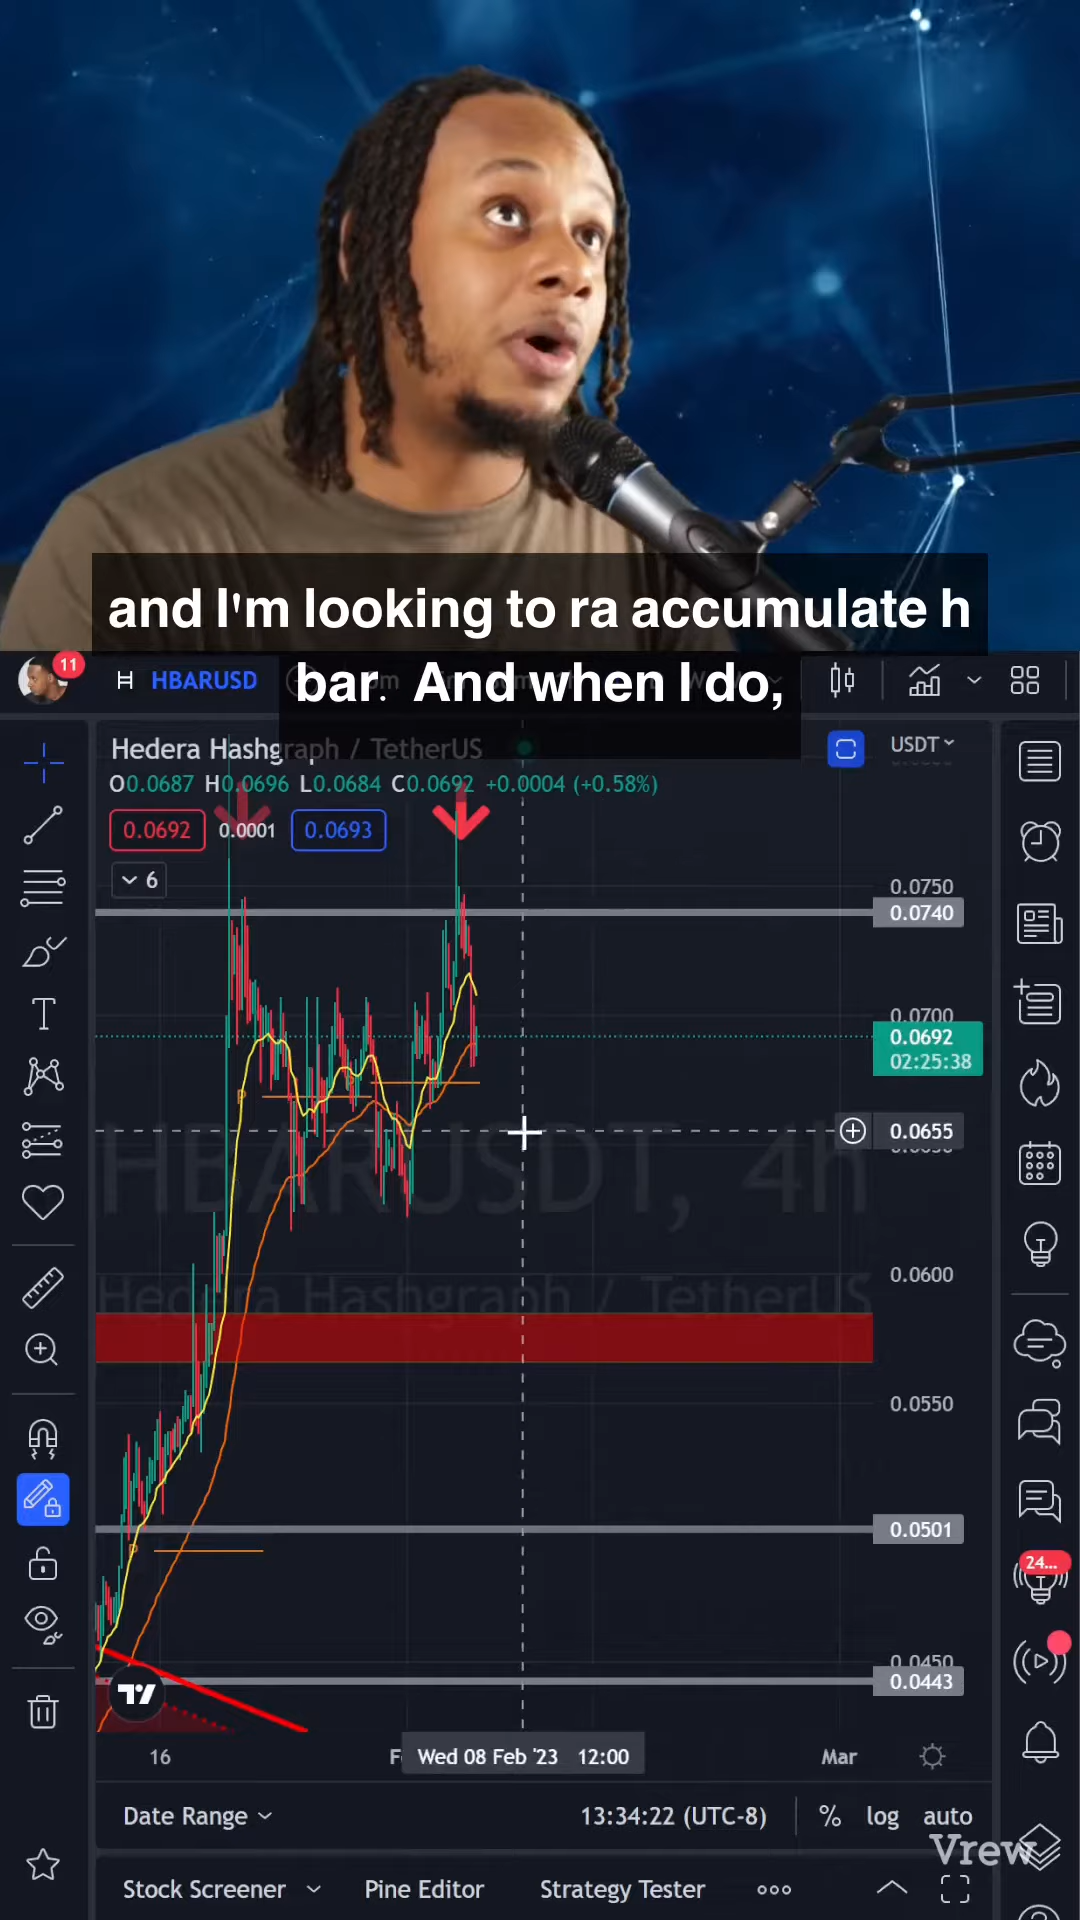 and I'm looking to ra accumulate h
bar. And when I do,
11
H HBARUSD
Hedera Hashgraph / TetherUS
USDT
O0.0687 H0.0696 L0.0684 C0.0692 +0.0004 (+0.58%)
0.0692 0.0001 0.0693
6
0.0750
0.0740
0.0700
0.0692
02:25:38
P
0.0655
HBARUSDT, 4h
0.0600
Hedera Hashgraph / TetherUS
0.0550
0.0501
P
24...
0.0450
0.0443
16
Wed 08 Feb '23 12:00
Mar
Date Range
13:34:22 (UTC-8)
% log auto
Vrew
Stock Screener Pine Editor Strategy Tester